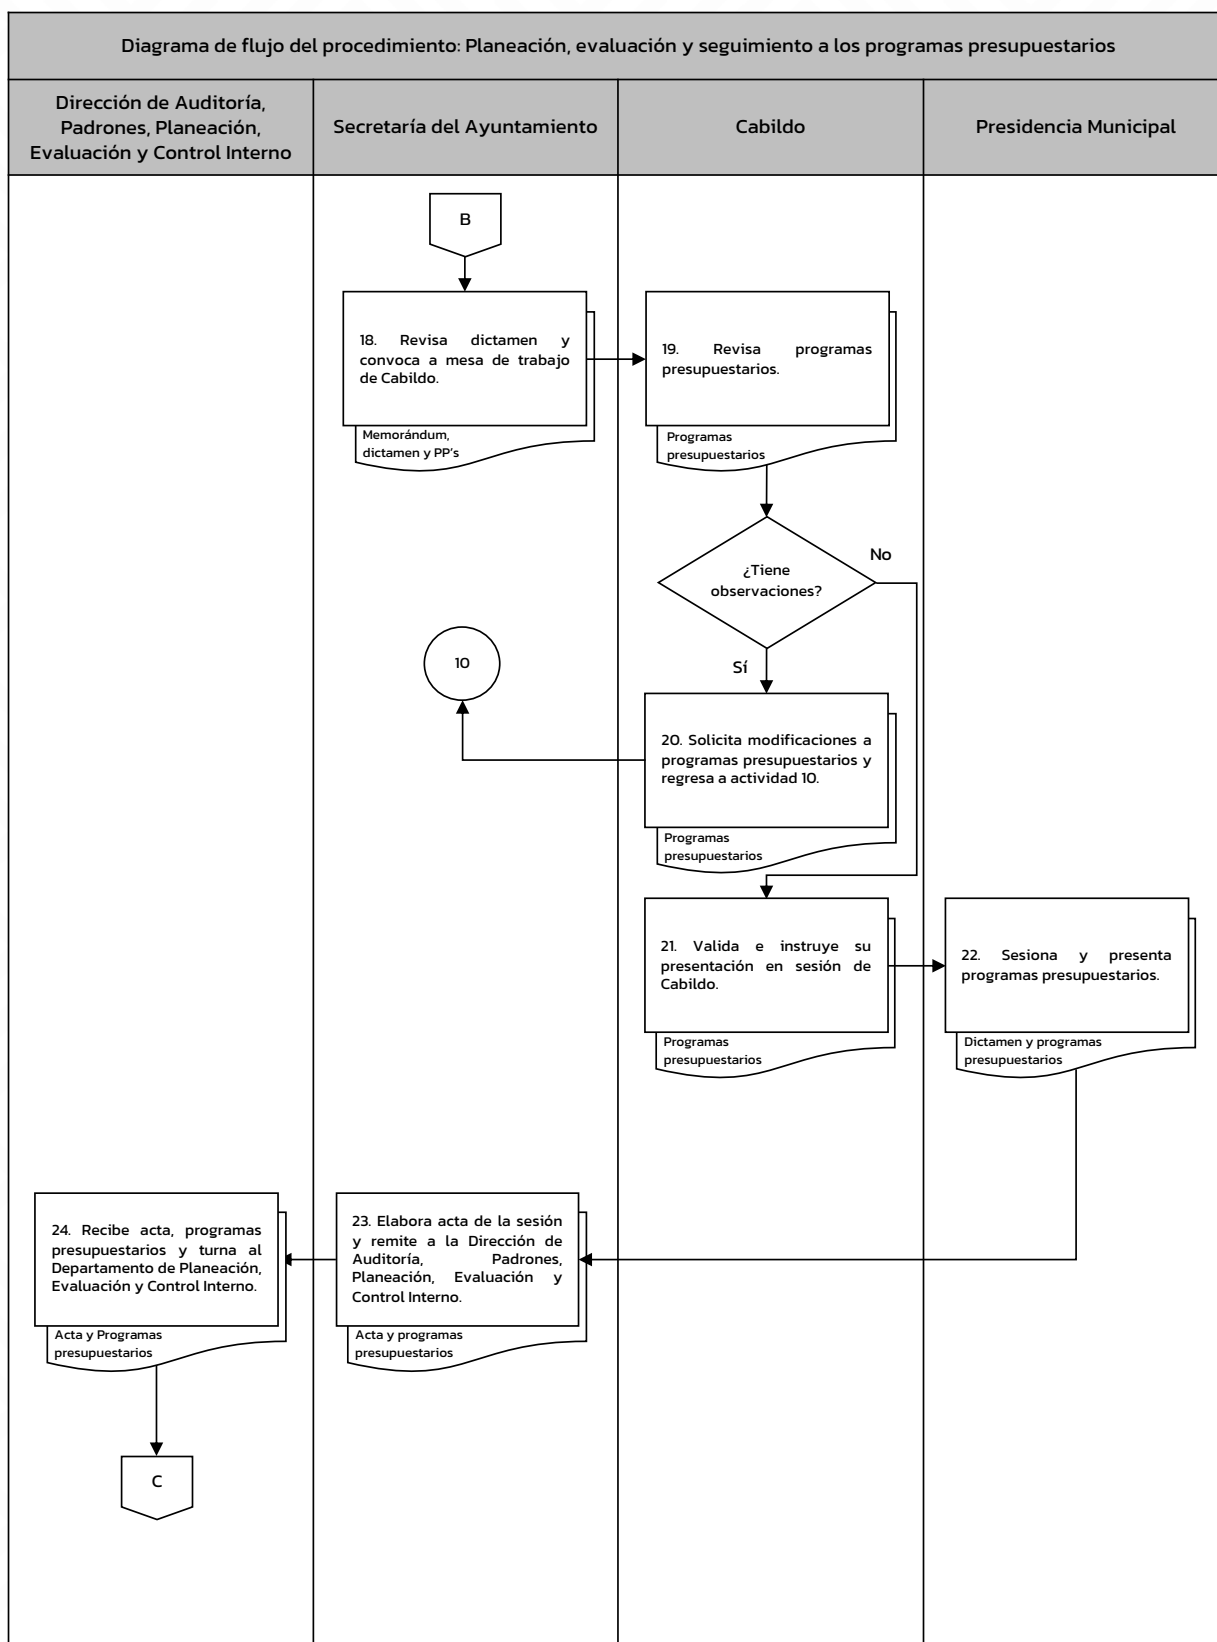 Diagrama de flujo del procedimiento: Planeación, evaluación y seguimiento a los programas presupuestarios
Dirección de Auditoría,
Padrones, Planeación,
Evaluación y Control Interno
Secretaría del Ayuntamiento
Cabildo
Presidencia Municipal
B
18. Revisa dictamen y
convoca a mesa de trabajo
de Cabildo.
Memorándum,
dictamen y PP's
19. Revisa programas
presupuestarios.
Programas
presupuestarios
¿Tiene
observaciones?
No
Sí
10
20. Solicita modificaciones a
programas presupuestarios y
regresa a actividad 10.
Programas
presupuestarios
21. Valida e instruye su
presentación en sesión de
Cabildo.
Programas
presupuestarios
22. Sesiona y presenta
programas presupuestarios.
Dictamen y programas
presupuestarios
23. Elabora acta de la sesión
y remite a la Dirección de
Auditoría, Padrones,
Planeación, Evaluación y
Control Interno.
Acta y programas
presupuestarios
24. Recibe acta, programas
presupuestarios y turna al
Departamento de Planeación,
Evaluación y Control Interno.
Acta y Programas
presupuestarios
C